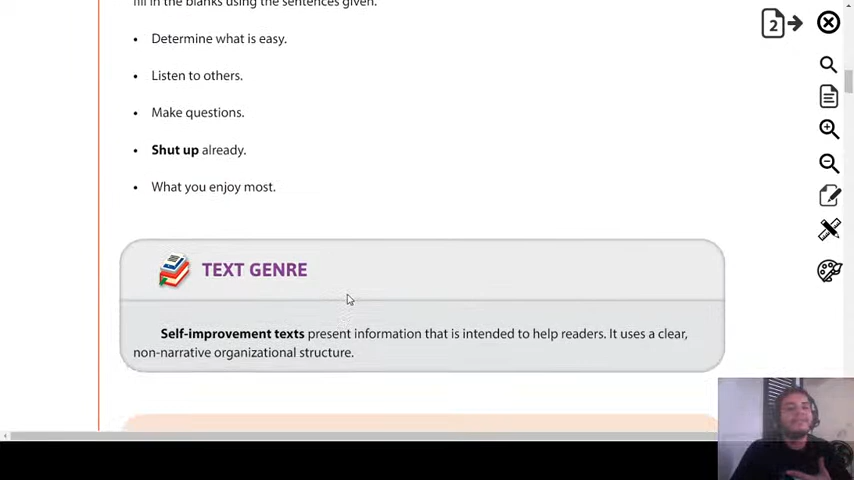 fill in the blanks using the sentences given.
• Determine what is easy.
• Listen to others.
• Make questions.
• Shut up already.
• What you enjoy most.
TEXT GENRE
Self-improvement texts present information that is intended to help readers. It uses a clear,
non-narrative organizational structure.
2